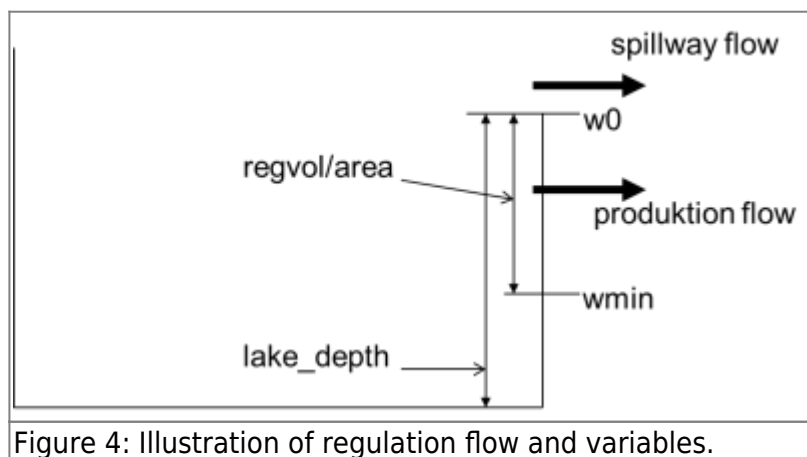 spillway flow
w0
regvol/area
produktion flow
wmin
lake_depth
Figure 4: Illustration of regulation flow and variables.